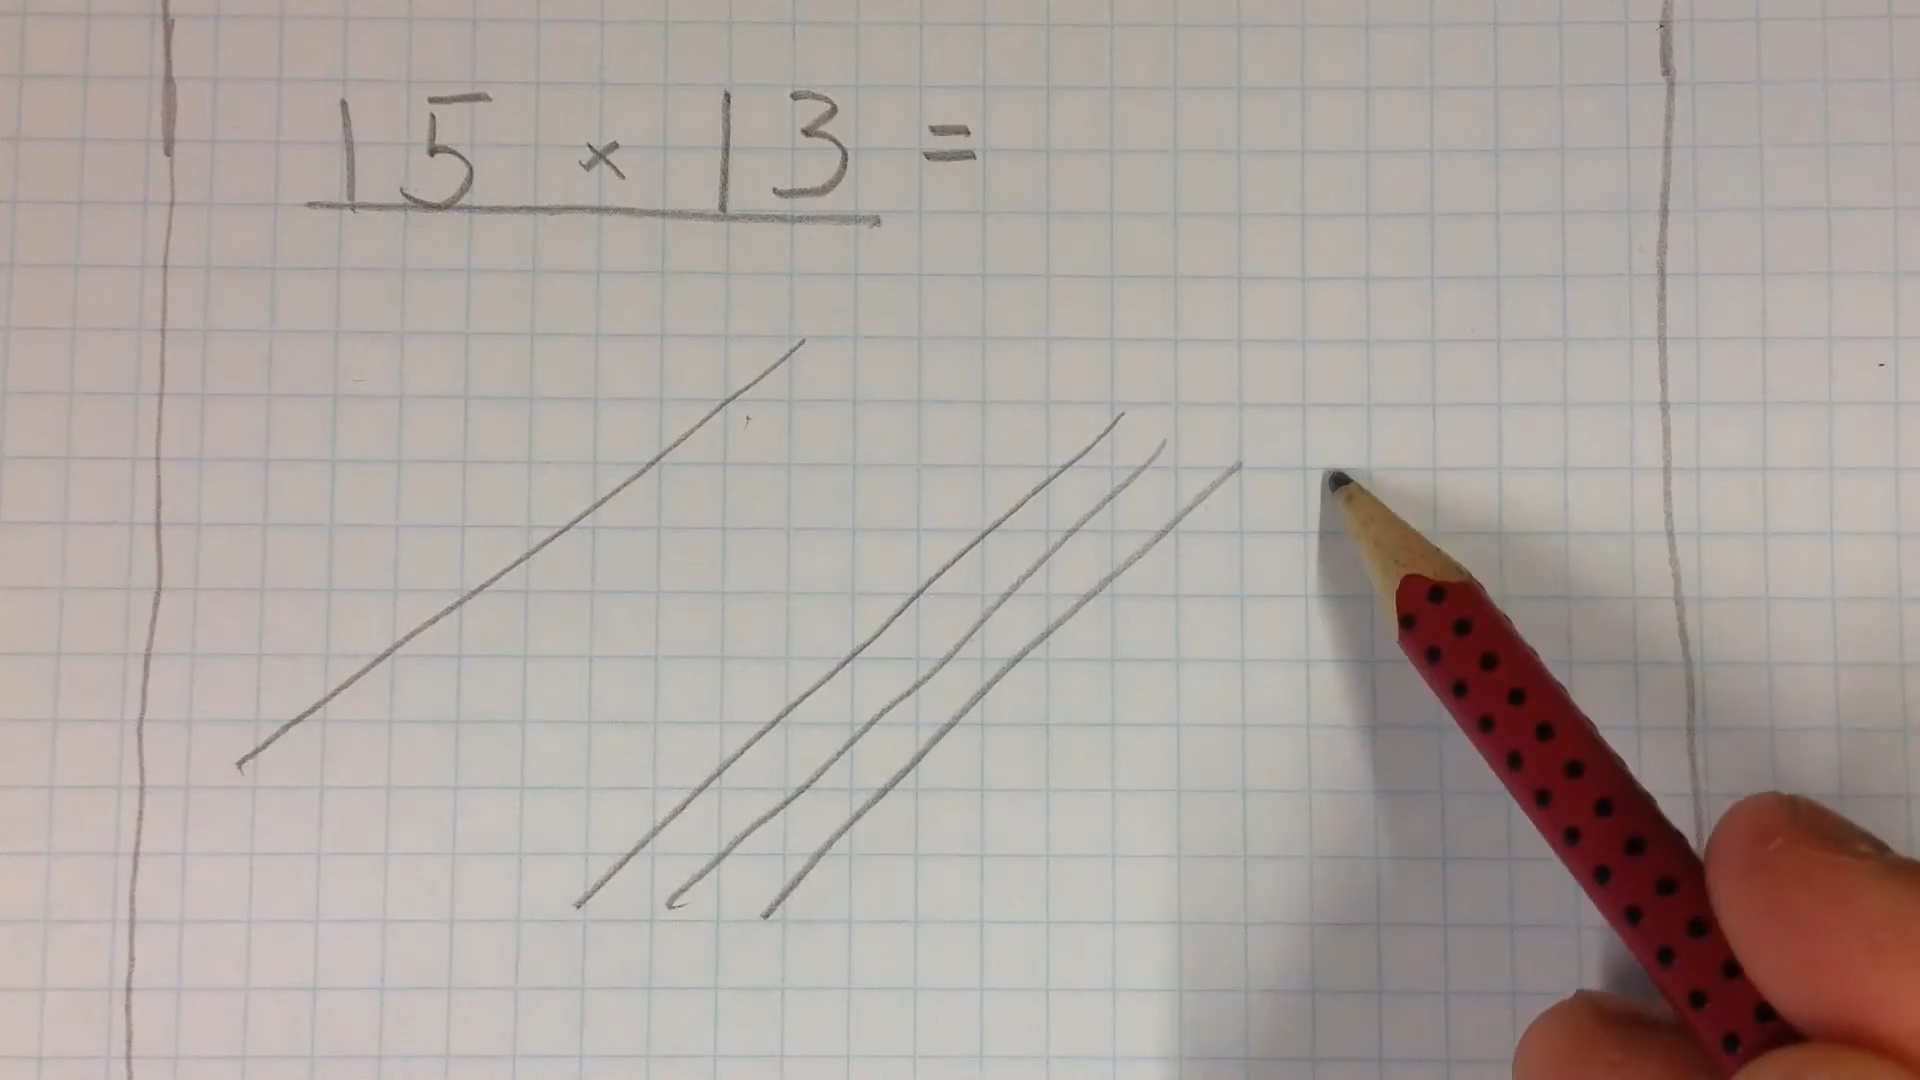 15 × 13 =